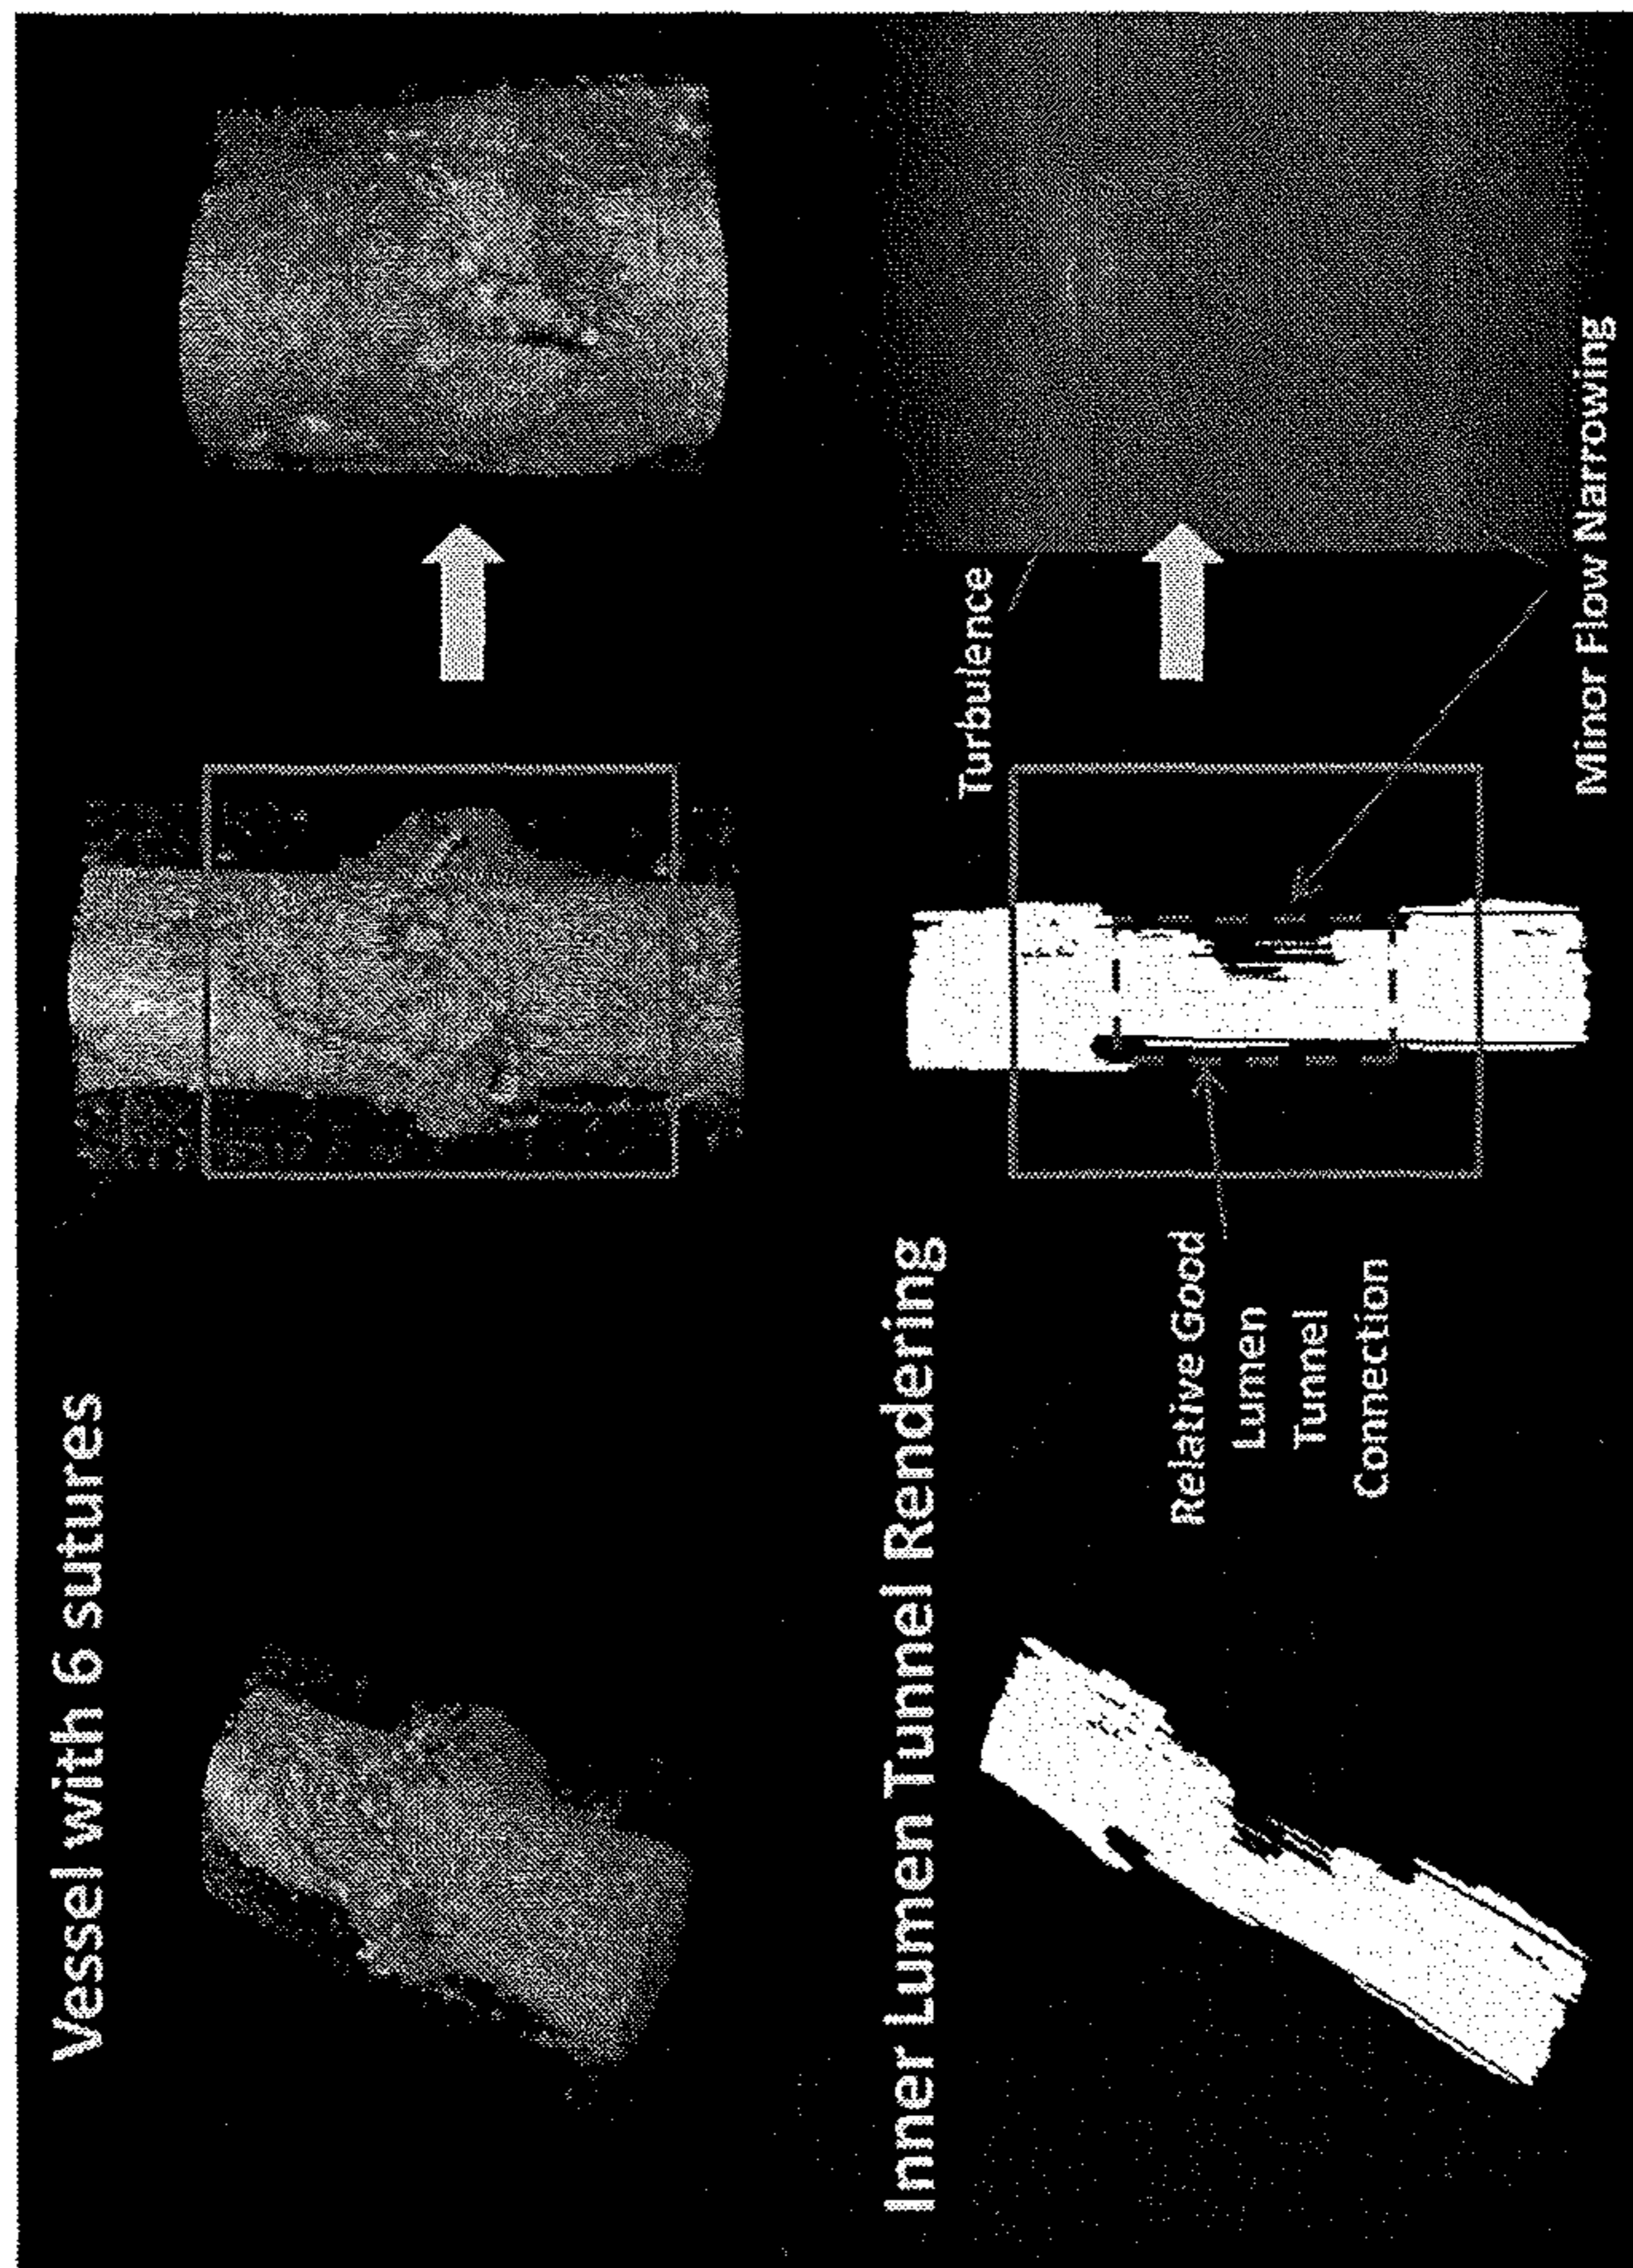 Vessel with 6 sutures
Inner Lumen Tunnel Rendering
Relative Good
Lumen
Tunnel
Connection
Turbulence
Minor Flow Narrowing